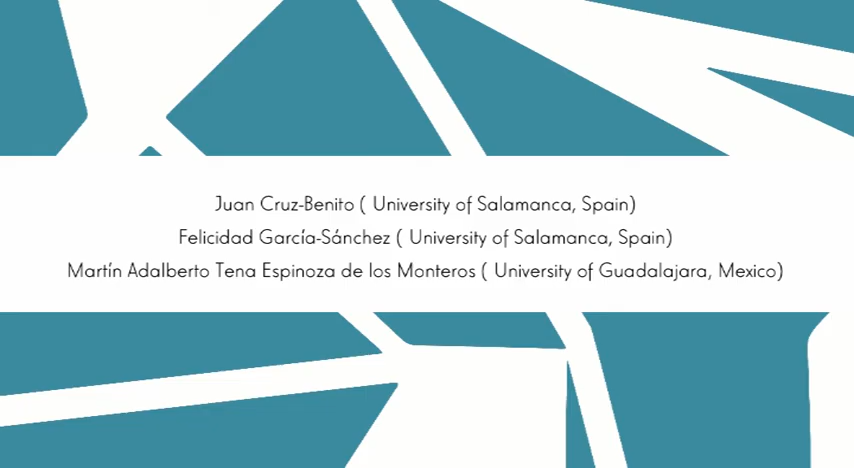 Juan Cruz-Benito ( University of Salamanca, Spain)
Felicidad García-Sánchez ( University of Salamanca, Spain)
Martín Adalberto Tena Espinoza de los Monteros ( University of Guadalajara, Mexico)